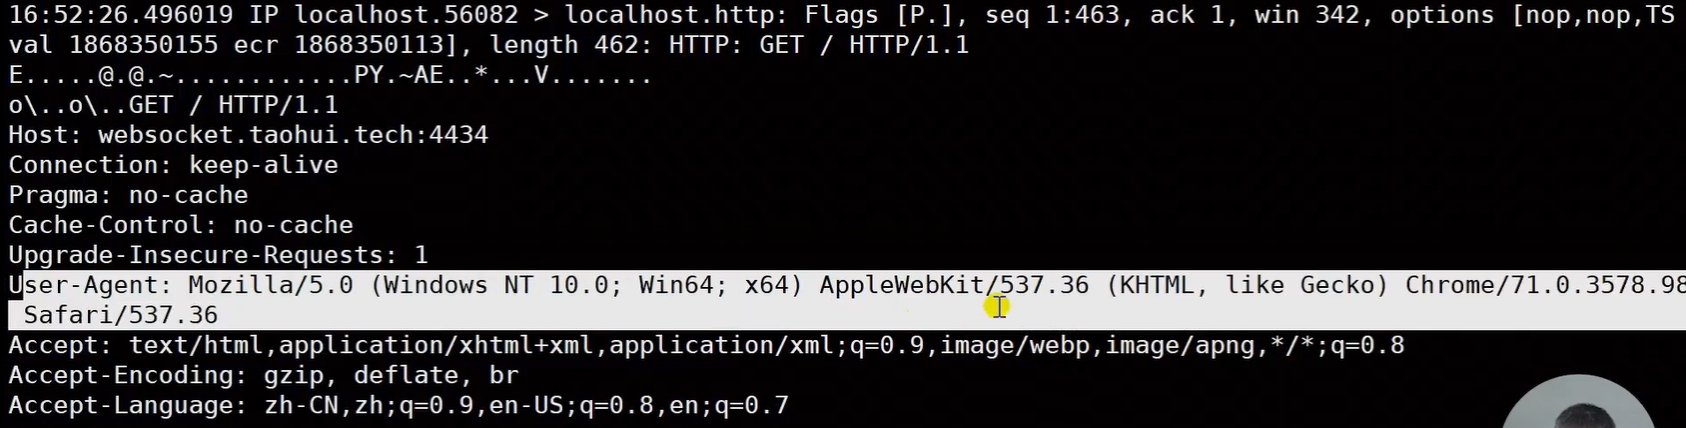 16:52:26.496019 IP localhost.56082 > localhost.http: Flags [P.], seq 1:463, ack 1, win 342, options [nop,nop,TS
val 1868350155 ecr 1868350113], length 462: HTTP: GET / HTTP/1.1
E.....@.@.~............PY.~AE..*...V.......
o\..o\..GET / HTTP/1.1
Host: websocket.taohui.tech:4434
Connection: keep-alive
Pragma: no-cache
Cache-Control: no-cache
Upgrade-Insecure-Requests: 1
User-Agent: Mozilla/5.0 (Windows NT 10.0; Win64; x64) AppleWebKit/537.36 (KHTML, like Gecko) Chrome/71.0.3578.98
Safari/537.36
Accept: text/html,application/xhtml+xml,application/xml;q=0.9,image/webp,image/apng,*/*;q=0.8
Accept-Encoding: gzip, deflate, br
Accept-Language: zh-CN,zh;q=0.9,en-US;q=0.8,en;q=0.7